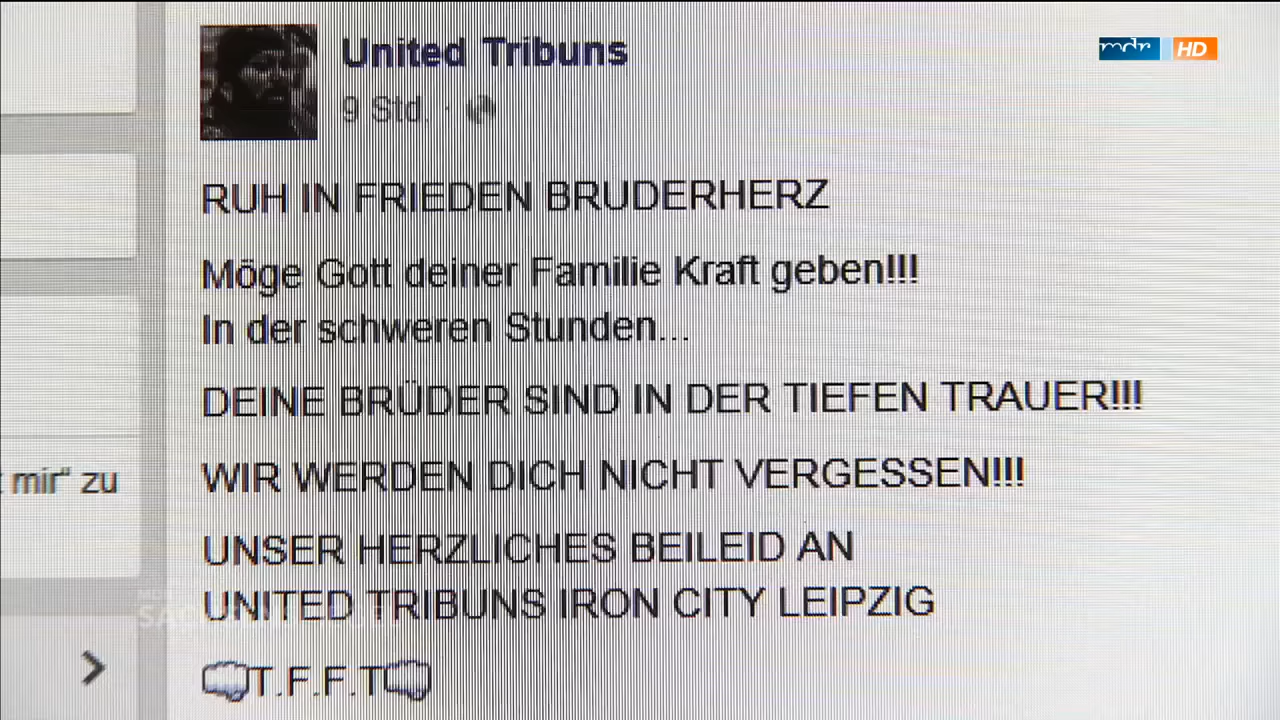 United Tribuns
mdr HD
9 Std. ·
RUH IN FRIEDEN BRUDERHERZ
Möge Gott deiner Familie Kraft geben!!!
In der schweren Stunden...
DEINE BRÜDER SIND IN DER TIEFEN TRAUER!!!
mir" zu
WIR WERDEN DICH NICHT VERGESSEN!!!
UNSER HERZLICHES BEILEID AN
UNITED TRIBUNS IRON CITY LEIPZIG
T.F.F.T